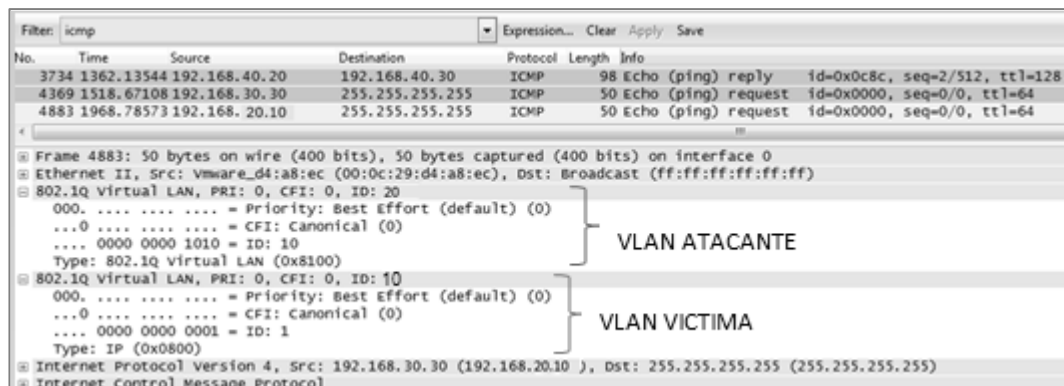 Filter: icmp Expression... Clear Apply Save
No. Time Source Destination Protocol Length Info
3734 1362.13544 192.168.40.20 192.168.40.30 ICMP 98 Echo (ping) reply id=0x0c8c, seq=2/512, ttl=128
4369 1518.67108 192.168.30.30 255.255.255.255 ICMP 50 Echo (ping) request id=0x0000, seq=0/0, ttl=64
4883 1968.78573 192.168. 20.10 255.255.255.255 ICMP 50 Echo (ping) request id=0x0000, seq=0/0, ttl=64
Frame 4883: 50 bytes on wire (400 bits), 50 bytes captured (400 bits) on interface 0
Ethernet II, Src: Vmware_d4:a8:ec (00:0c:29:d4:a8:ec), Dst: Broadcast (ff:ff:ff:ff:ff:ff)
802.1Q Virtual LAN, PRI: 0, CFI: 0, ID: 20
000. .... .... .... = Priority: Best Effort (default) (0)
...0 .... .... .... = CFI: Canonical (0)
.... 0000 0000 1010 = ID: 10
Type: 802.1Q Virtual LAN (0x8100)
VLAN ATACANTE
802.1Q Virtual LAN, PRI: 0, CFI: 0, ID: 10
000. .... .... .... = Priority: Best Effort (default) (0)
...0 .... .... .... = CFI: Canonical (0)
.... 0000 0000 0001 = ID: 1
Type: IP (0x0800)
VLAN VICTIMA
Internet Protocol Version 4, Src: 192.168.30.30 (192.168.20.10 ), Dst: 255.255.255.255 (255.255.255.255)
Internet Control Message Protocol